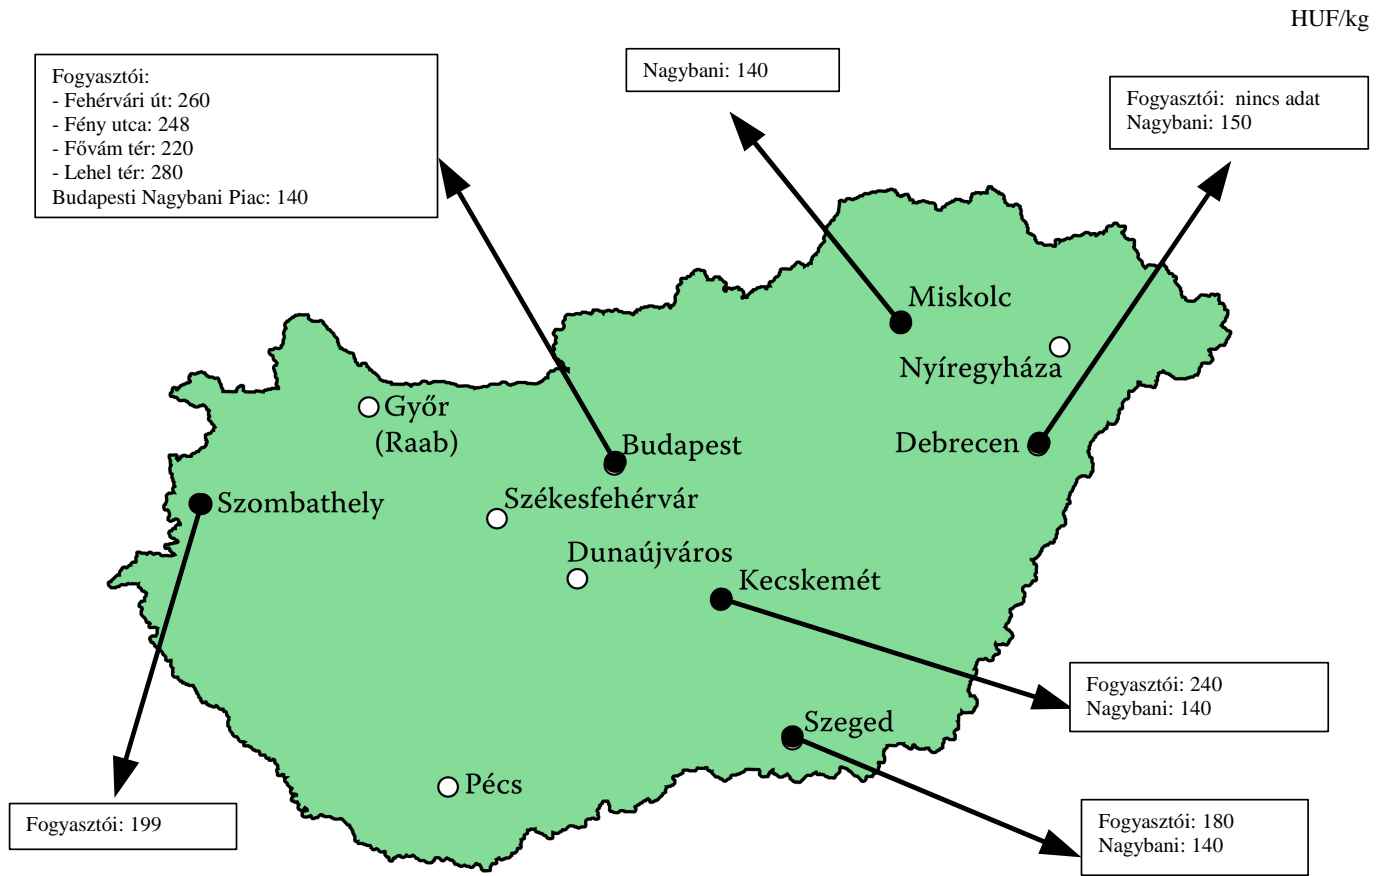 HUF/kg
Fogyasztói:
- Fehérvári út: 260
- Fény utca: 248
- Fővám tér: 220
- Lehel tér: 280
Budapesti Nagybani Piac: 140
Nagybani: 140
Fogyasztói: nincs adat
Nagybani: 150
Miskolc
Nyíregyháza
Győr
(Raab)
Budapest
Debrecen
Szombathely
Székesfehérvár
Dunaújváros
Kecskemét
Fogyasztói: 240
Nagybani: 140
Szeged
Pécs
Fogyasztói: 199
Fogyasztói: 180
Nagybani: 140